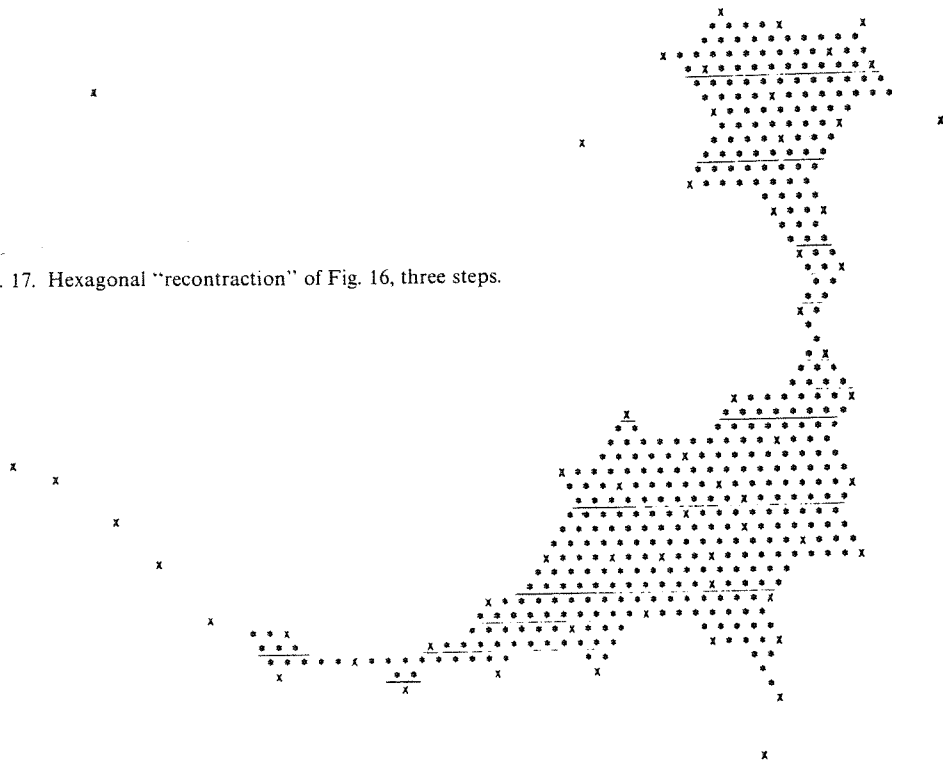 . 17. Hexagonal “recontraction” of Fig. 16, three steps.